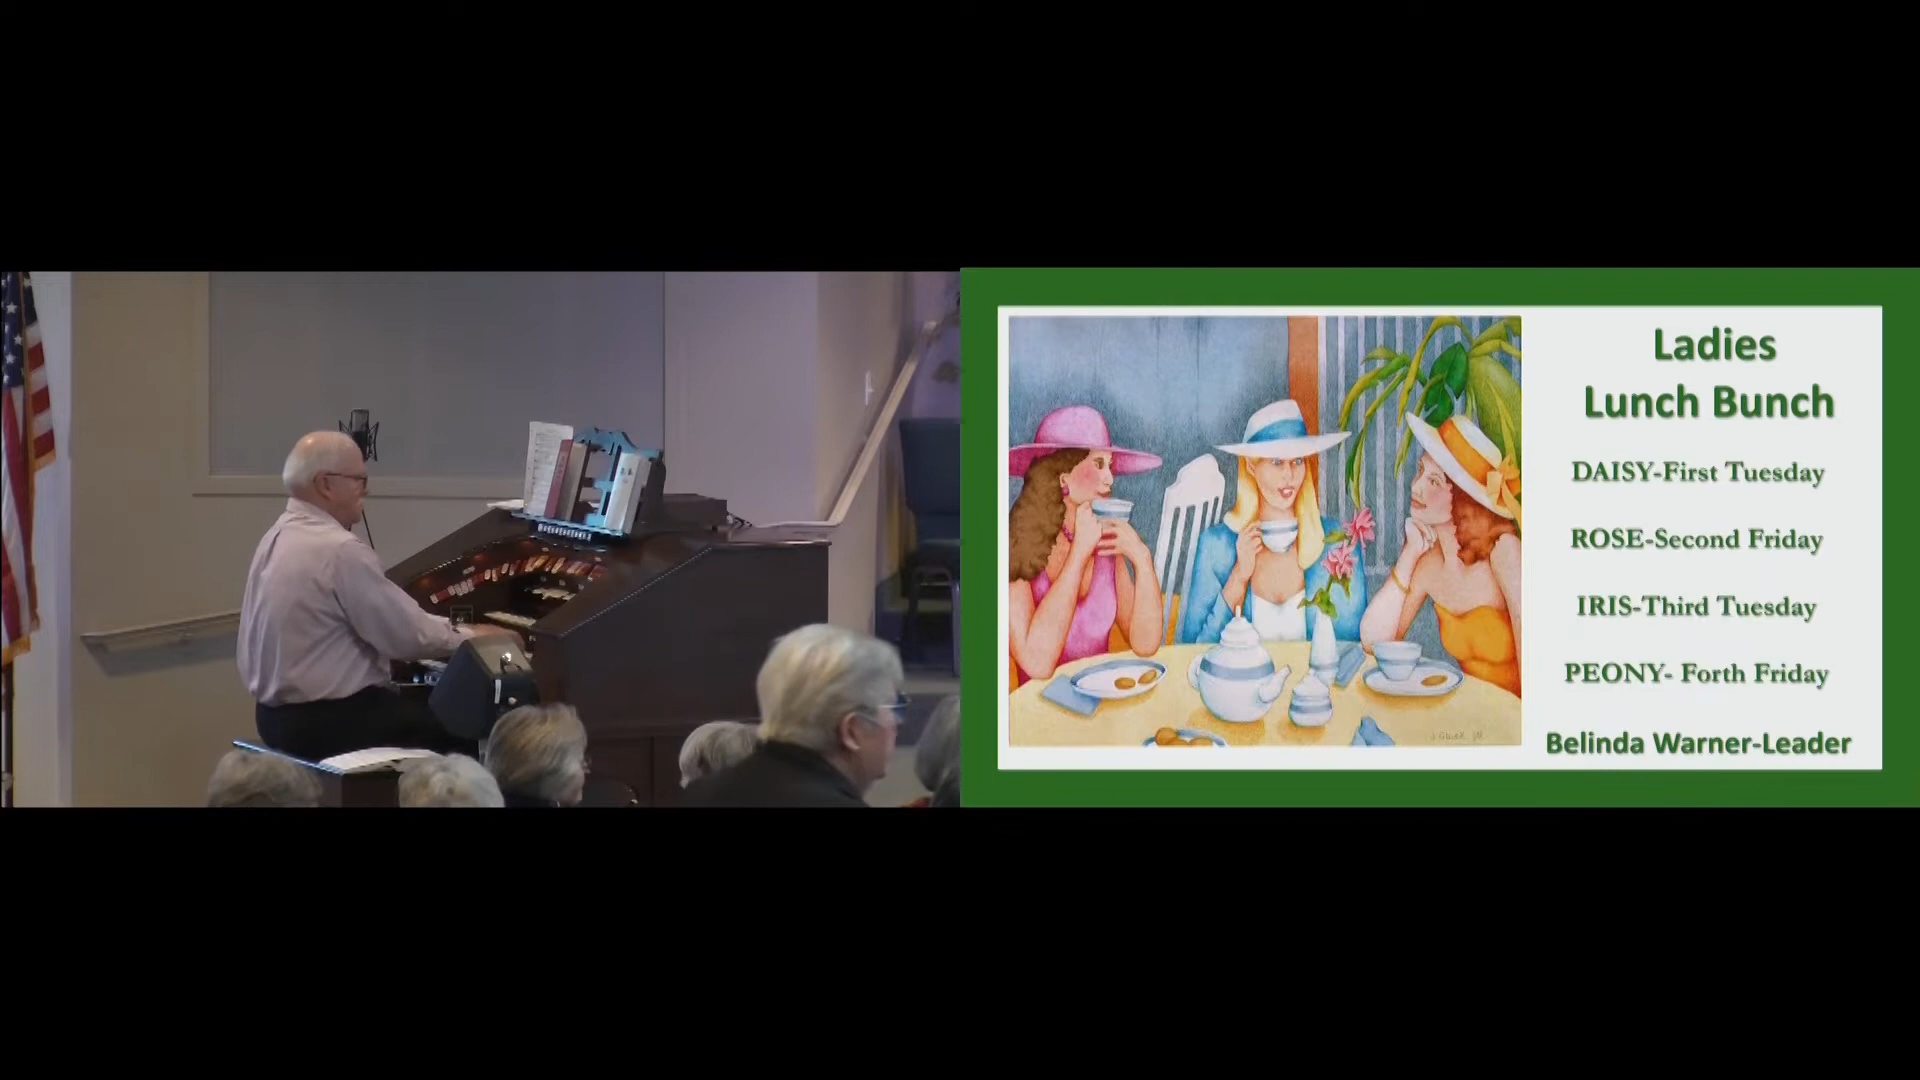 Ladies
Lunch Bunch
DAISY-First Tuesday
ROSE-Second Friday
IRIS-Third Tuesday
PEONY- Forth Friday
Belinda Warner-Leader